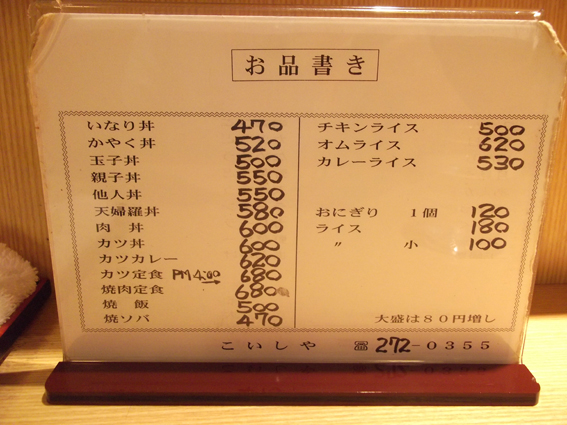 お品書き
いなり丼 470
かやく丼 520
玉子丼 500
親子丼 550
他人丼 550
天婦羅丼 580
肉 丼 600
カツ丼 600
カツカレー 620
カツ定食 PM4:00→ 680
焼肉定食 680
焼 飯 500
焼ソバ 470
チキンライス 500
オムライス 620
カレーライス 530
おにぎり 1個 120
ライス 180
〃 小 100
大盛は80円増し
こいしや ☎272-0355